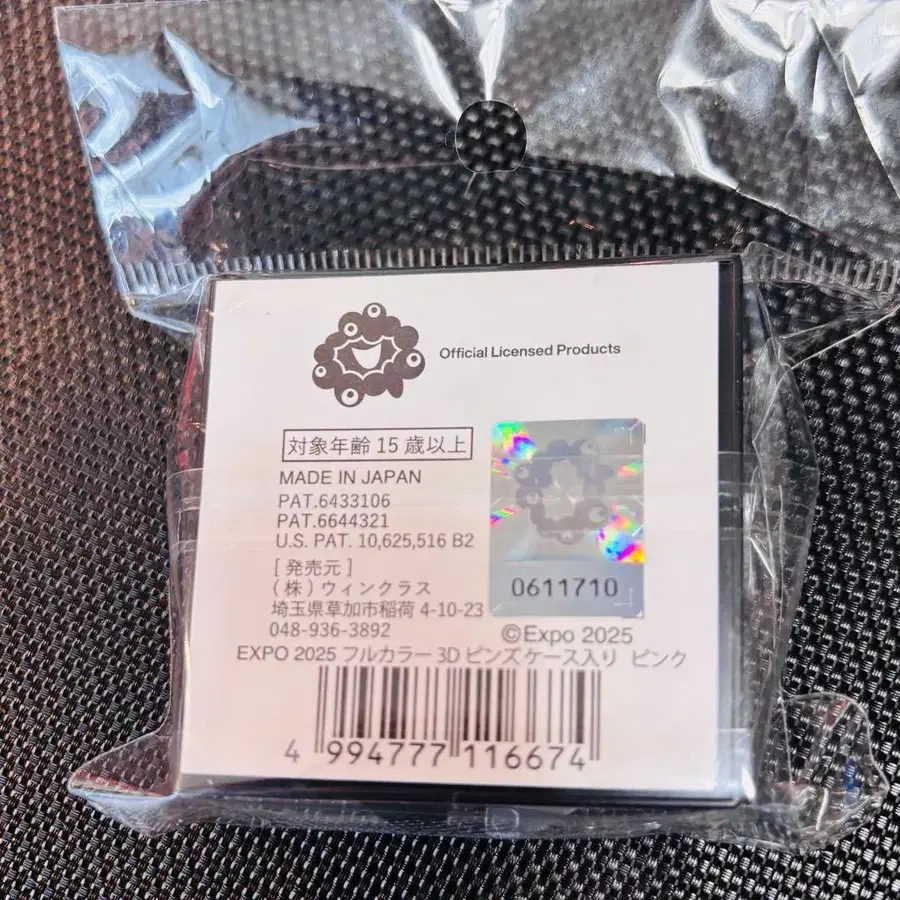 Official Licensed Products
対象年齢 15 歳以上
MADE IN JAPAN
PAT.6433106
PAT.6644321
U.S. PAT. 10,625,516 B2
[ 発売元 ]
(株) ウィンクラス
埼玉県草加市稲荷 4-10-23
048-936-3892
0611710
©Expo 2025
EXPO 2025 フルカラー 3D ピンズケース入り ピンク
4 994777 116674